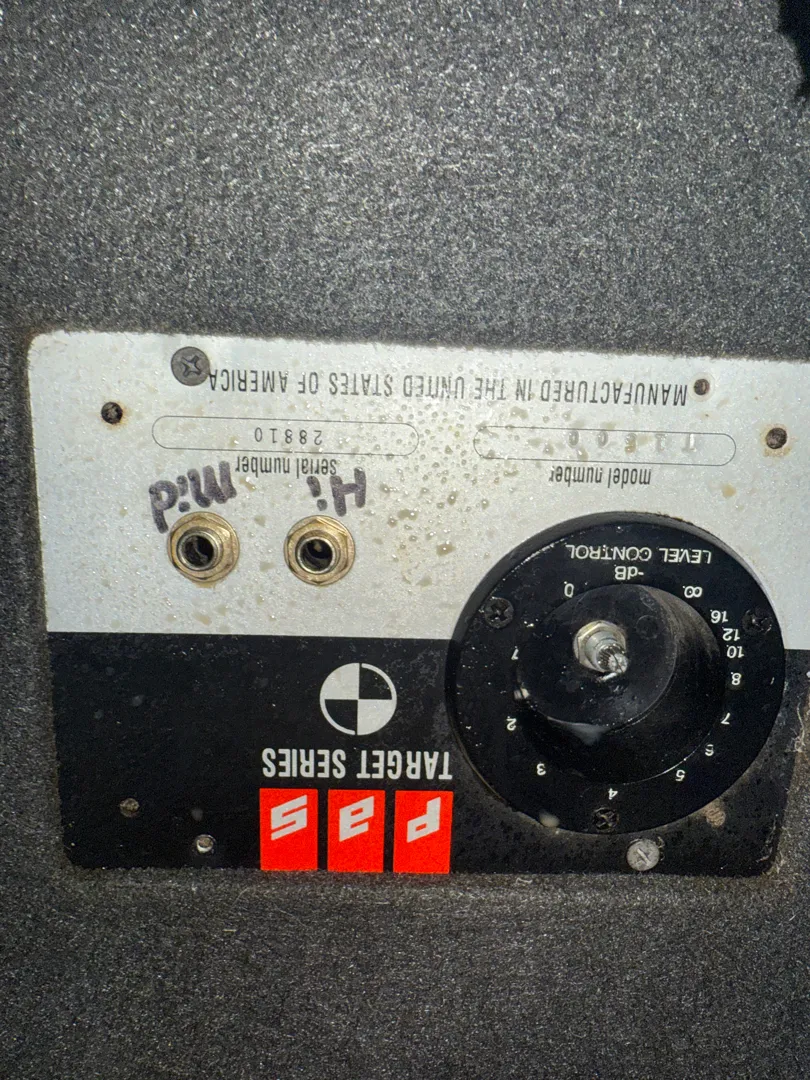 pas
TARGET SERIES
4
5 3
6
7 2
8 1
10
12
16
∞ 0
-dB
LEVEL CONTROL
Hi Mid
model number serial number
28810
MANUFACTURED IN THE UNITED STATES OF AMERICA